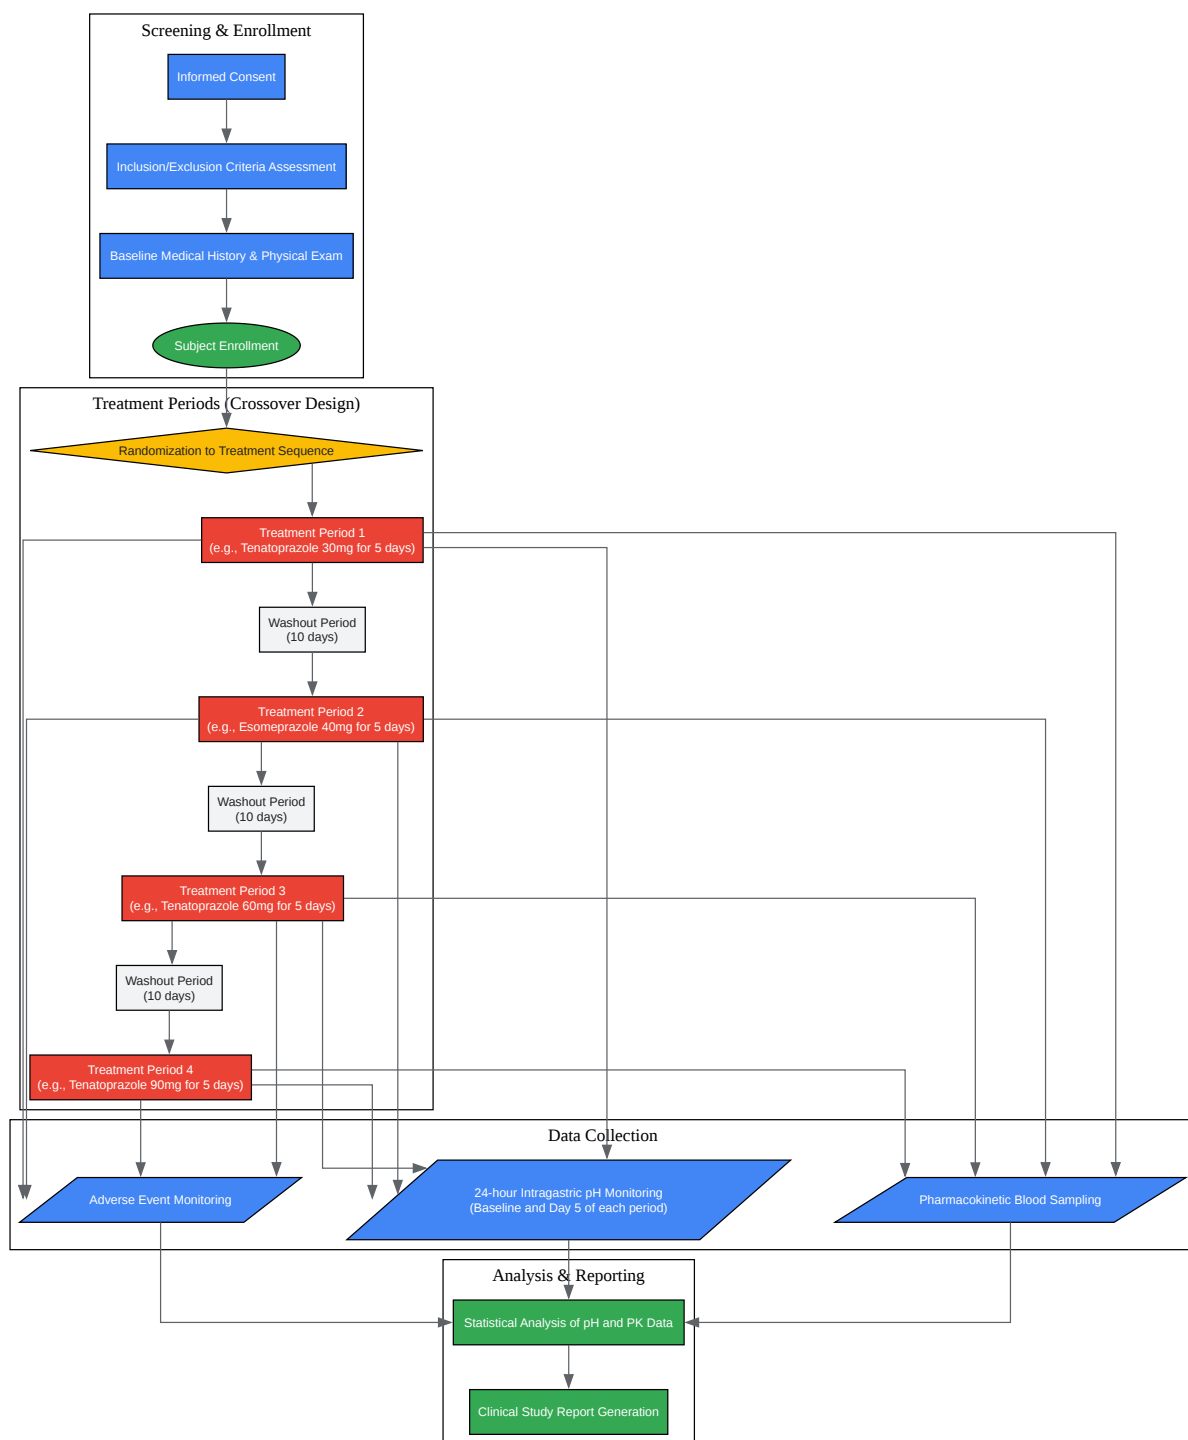 Screening & Enrollment
Informed Consent
Inclusion/Exclusion Criteria Assessment
Baseline Medical History & Physical Exam
Subject Enrollment
Treatment Periods (Crossover Design)
Randomization to Treatment Sequence
Treatment Period 1
(e.g., Tenatoprazole 30mg for 5 days)
Washout Period
(10 days)
Treatment Period 2
(e.g., Esomeprazole 40mg for 5 days)
Washout Period
(10 days)
Treatment Period 3
(e.g., Tenatoprazole 60mg for 5 days)
Washout Period
(10 days)
Treatment Period 4
(e.g., Tenatoprazole 90mg for 5 days)
Data Collection
Adverse Event Monitoring
24-hour Intragastric pH Monitoring
(Baseline and Day 5 of each period)
Pharmacokinetic Blood Sampling
Analysis & Reporting
Statistical Analysis of pH and PK Data
Clinical Study Report Generation